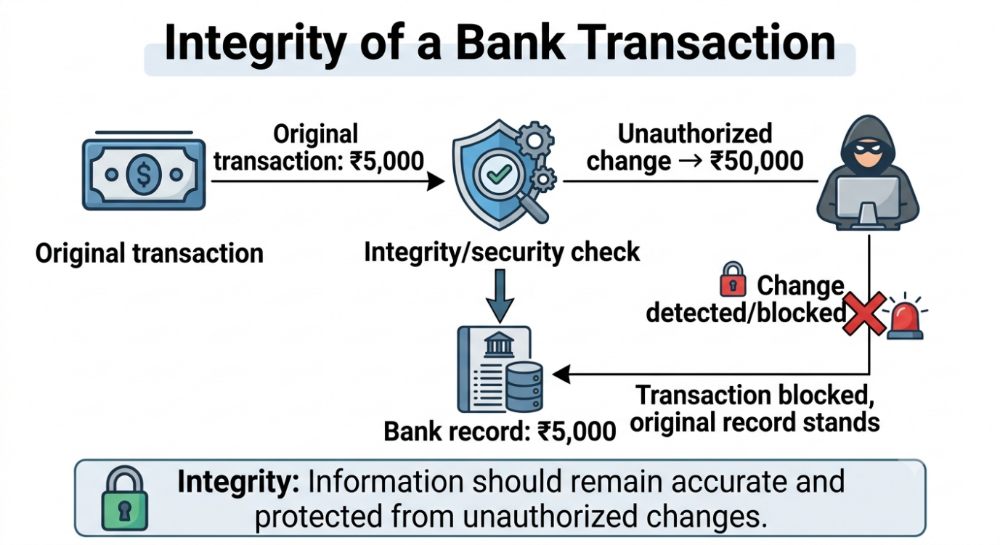 Integrity of a Bank Transaction
Original
transaction: ₹5,000
Unauthorized
change → ₹50,000
$
Original transaction
Integrity/security check
Change
detected/blocked
Transaction blocked,
original record stands
Bank record: ₹5,000
Integrity: Information should remain accurate and
protected from unauthorized changes.